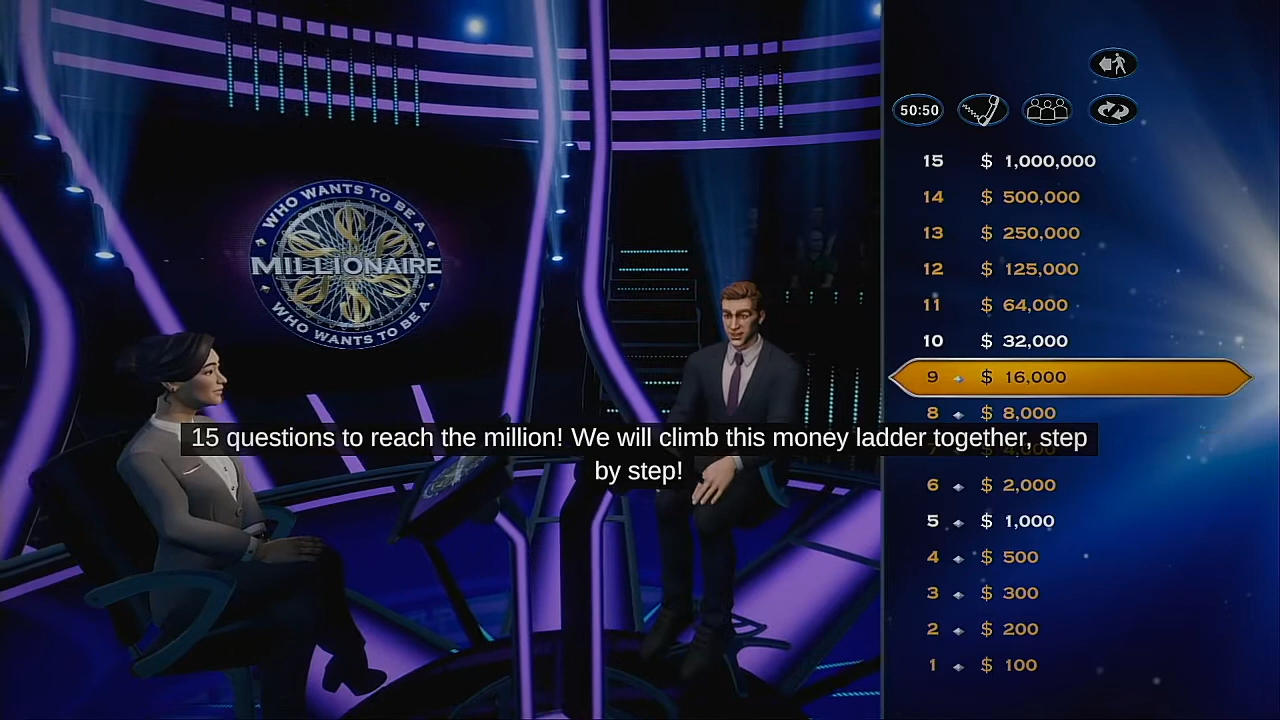 WHO WANTS TO BE A
MILLIONAIRE
WHO WANTS TO BE A
50:50
15 $ 1,000,000
14 $ 500,000
13 $ 250,000
12 $ 125,000
11 $ 64,000
10 $ 32,000
9 $ 16,000
8 $ 8,000
7 $ 4,000
6 $ 2,000
5 $ 1,000
4 $ 500
3 $ 300
2 $ 200
1 $ 100
15 questions to reach the million! We will climb this money ladder together, step
by step!